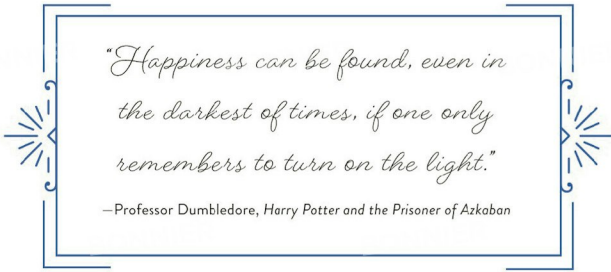 “Happiness can be found, even in
the darkest of times, if one only
remembers to turn on the light.”
—Professor Dumbledore, Harry Potter and the Prisoner of Azkaban